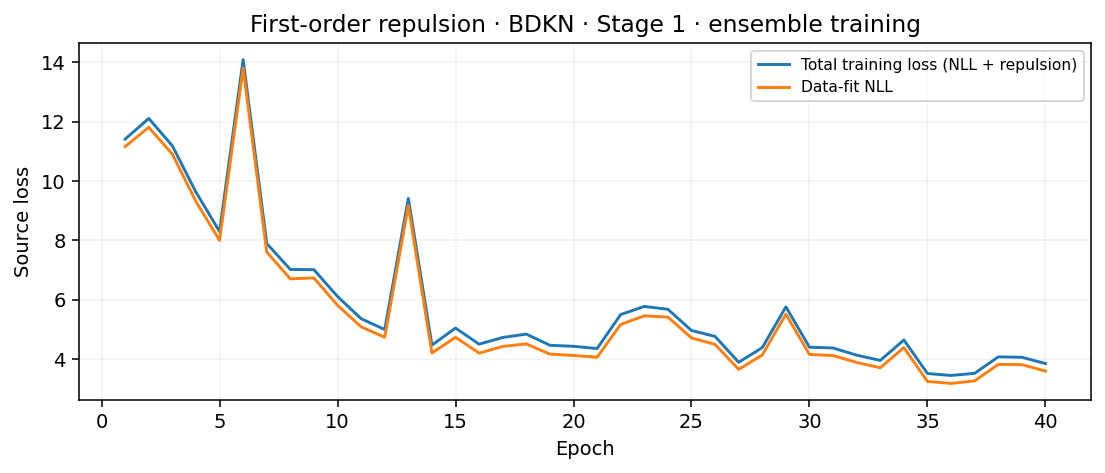 First-order repulsion · BDKN · Stage 1 · ensemble training
Total training loss (NLL + repulsion)
Data-fit NLL
Source loss
14
12
10
8
6
4
0 5 10 15 20 25 30 35 40
Epoch